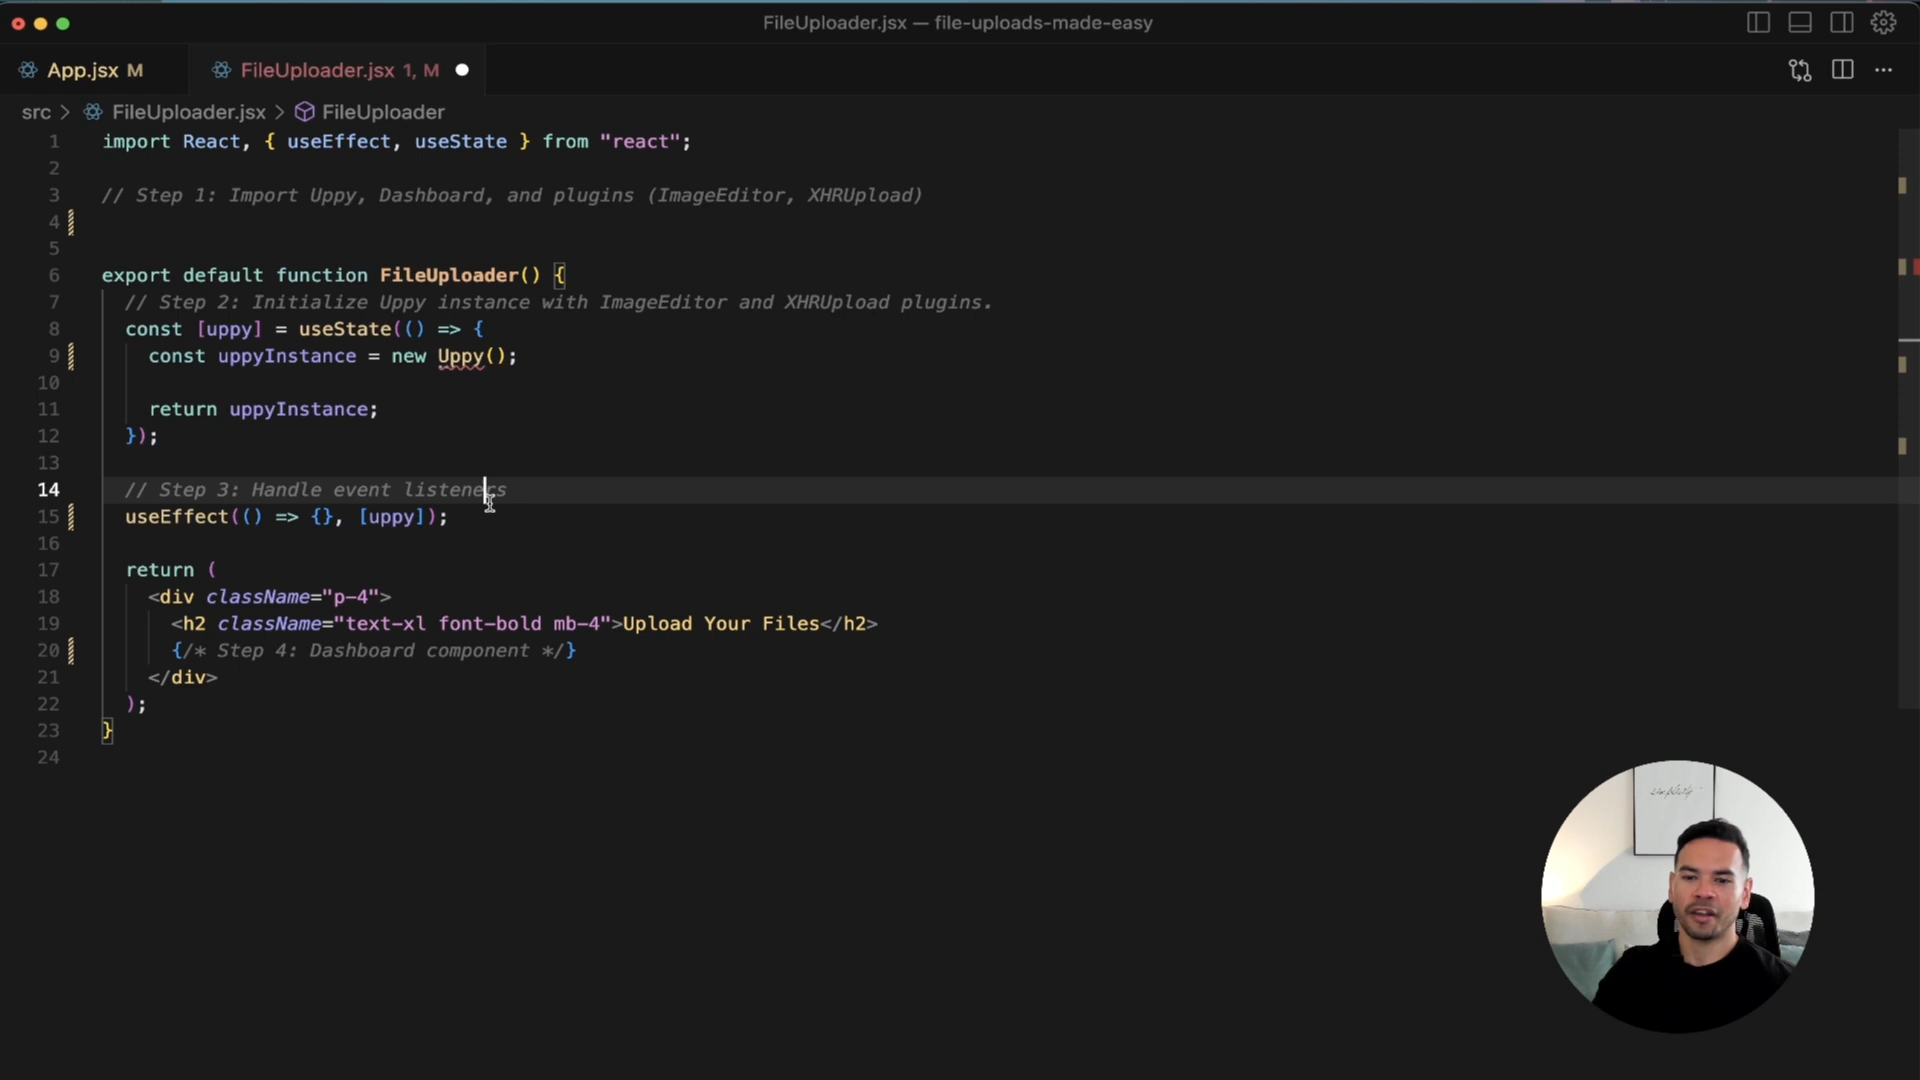 FileUploader.jsx — file-uploads-made-easy
App.jsx M
FileUploader.jsx 1, M
src > FileUploader.jsx > FileUploader
1 import React, { useEffect, useState } from "react";
2
3 // Step 1: Import Uppy, Dashboard, and plugins (ImageEditor, XHRUpload)
4
5
6 export default function FileUploader() {
7 // Step 2: Initialize Uppy instance with ImageEditor and XHRUpload plugins.
8 const [uppy] = useState(() => {
9 const uppyInstance = new Uppy();
10
11 return uppyInstance;
12 });
13
14 // Step 3: Handle event listeners
15 useEffect(() => {}, [uppy]);
16
17 return (
18 <div className="p-4">
19 <h2 className="text-xl font-bold mb-4">Upload Your Files</h2>
20 {/* Step 4: Dashboard component */}
21 </div>
22 );
23 }
24